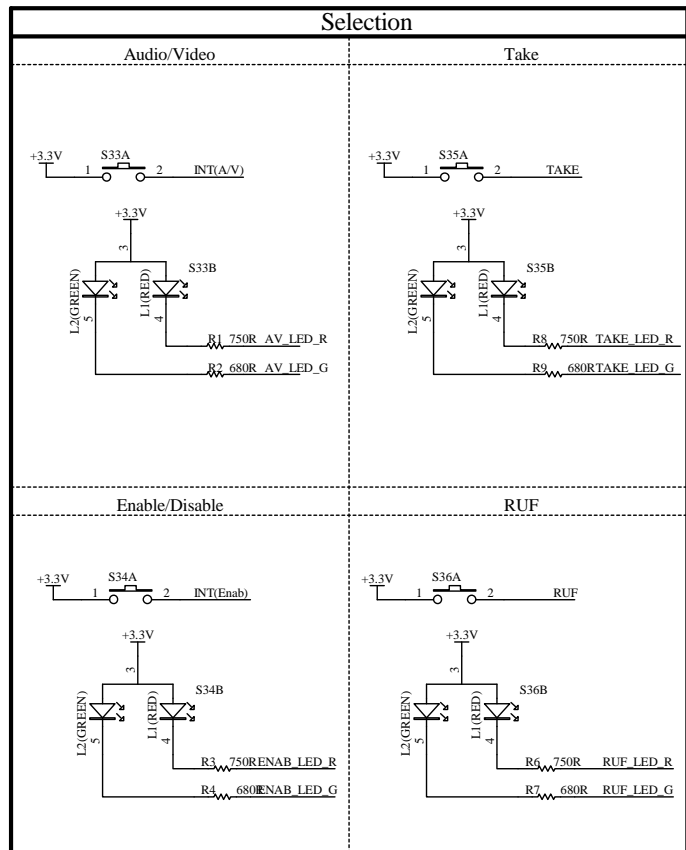 Selection
Audio/Video
+3.3V
S33A
1
2
INT(A/V)
+3.3V
3
L2(GREEN)
5
L1(RED)
4
S33B
R1 750R AV_LED_R
R2 680R AV_LED_G
Take
+3.3V
S35A
1
2
TAKE
+3.3V
3
L2(GREEN)
5
L1(RED)
4
S35B
R8 750R TAKE_LED_R
R9 680R TAKE_LED_G
Enable/Disable
+3.3V
S34A
1
2
INT(Enab)
+3.3V
3
L2(GREEN)
5
L1(RED)
4
S34B
R3 750R ENAB_LED_R
R4 680R ENAB_LED_G
RUF
+3.3V
S36A
1
2
RUF
+3.3V
3
L2(GREEN)
5
L1(RED)
4
S36B
R6 750R RUF_LED_R
R7 680R RUF_LED_G